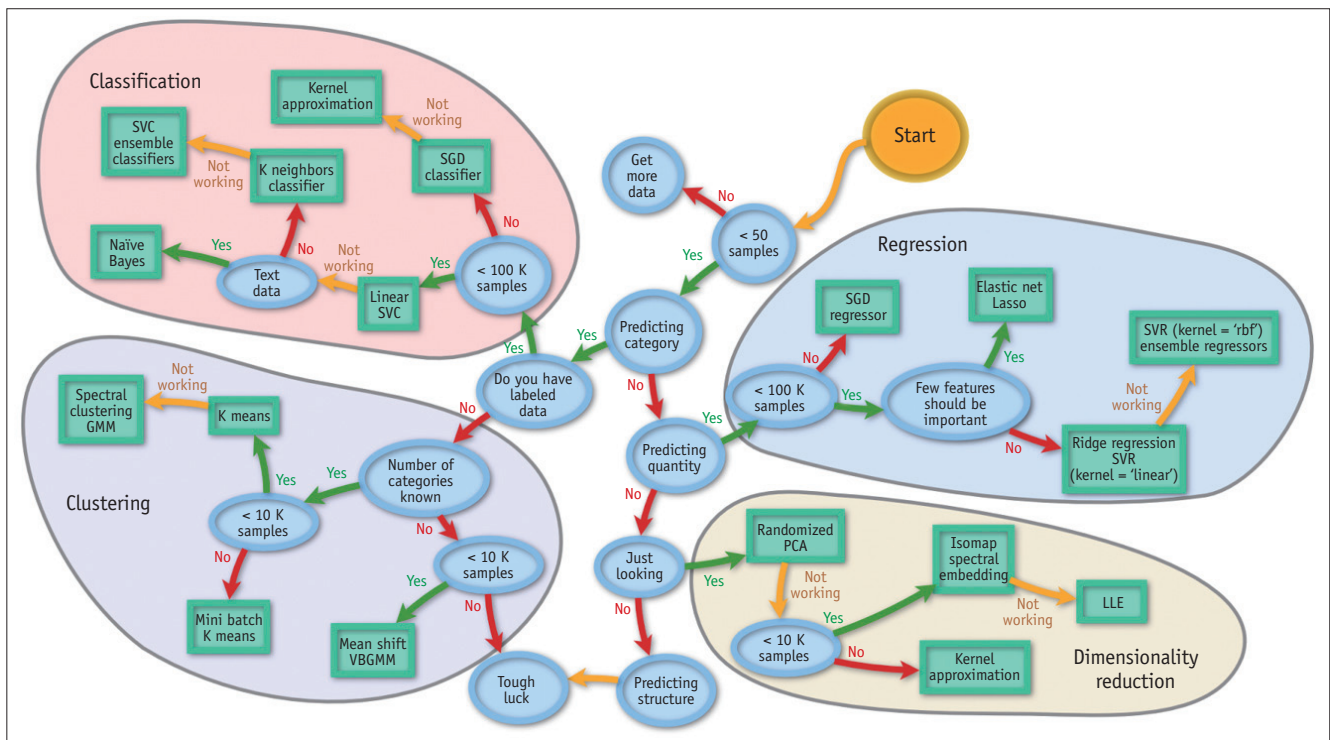 Classification
Kernel
approximation
Not
working
SVC
ensemble
classifiers
Not
working
K neighbors
classifier
SGD
classifier
No
Naïve
Bayes
Yes
No
Text
data
Not
working
Linear
SVC
Yes
< 100 K
samples
Start
Get
more
data
No
< 50
samples
Yes
Predicting
category
Yes
Yes
Do you have
labeled
data
No
No
Predicting
quantity
Yes
No
Just
looking
Yes
No
Predicting
structure
Tough
luck
Regression
SGD
regressor
No
< 100 K
samples
Yes
Elastic net
Lasso
Yes
Few features
should be
important
No
SVR (kernel = ‘rbf’)
ensemble regressors
Not
working
Ridge regression
SVR
(kernel = ‘linear’)
Clustering
Spectral
clustering
GMM
Not
working
K means
Yes
Number of
categories
known
Yes
< 10 K
samples
No
Mini batch
K means
No
< 10 K
samples
Yes
No
Mean shift
VBGMM
Randomized
PCA
Not
working
< 10 K
samples
Yes
Isomap
spectral
embedding
Not
working
LLE
No
Kernel
approximation
Dimensionality
reduction